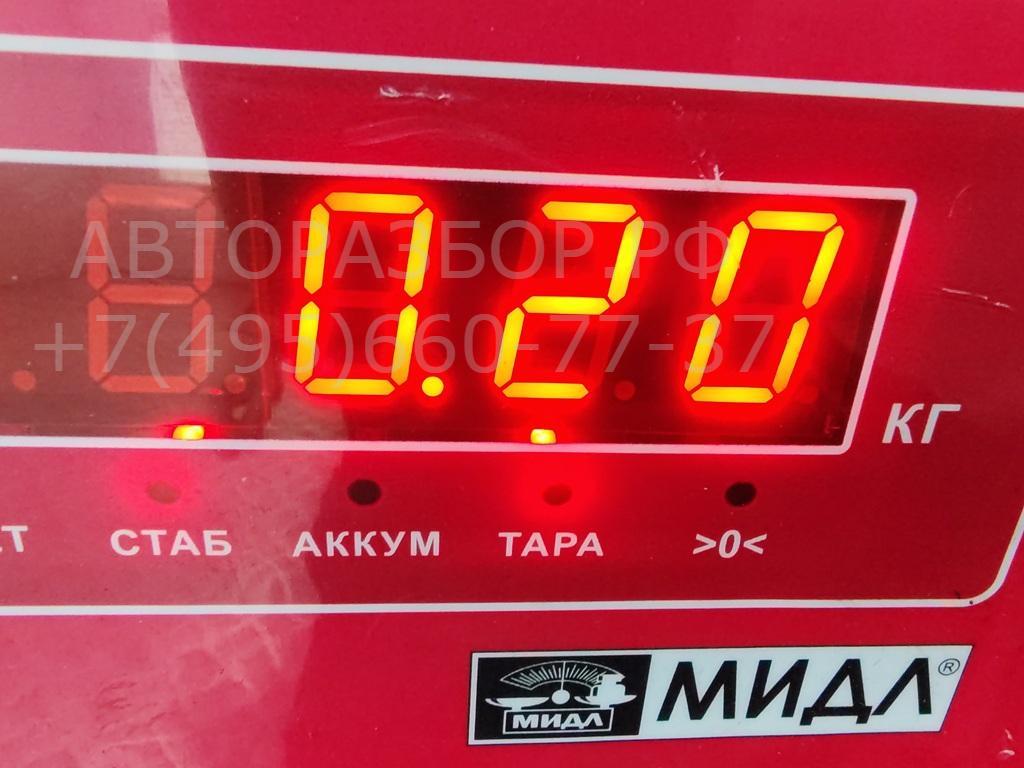 АВТОРАЗБОР.РФ
0.20
+7(495)660-77-37
КГ
СТАБ АККУМ ТАРА >0<
МИДЛ МИДЛ®